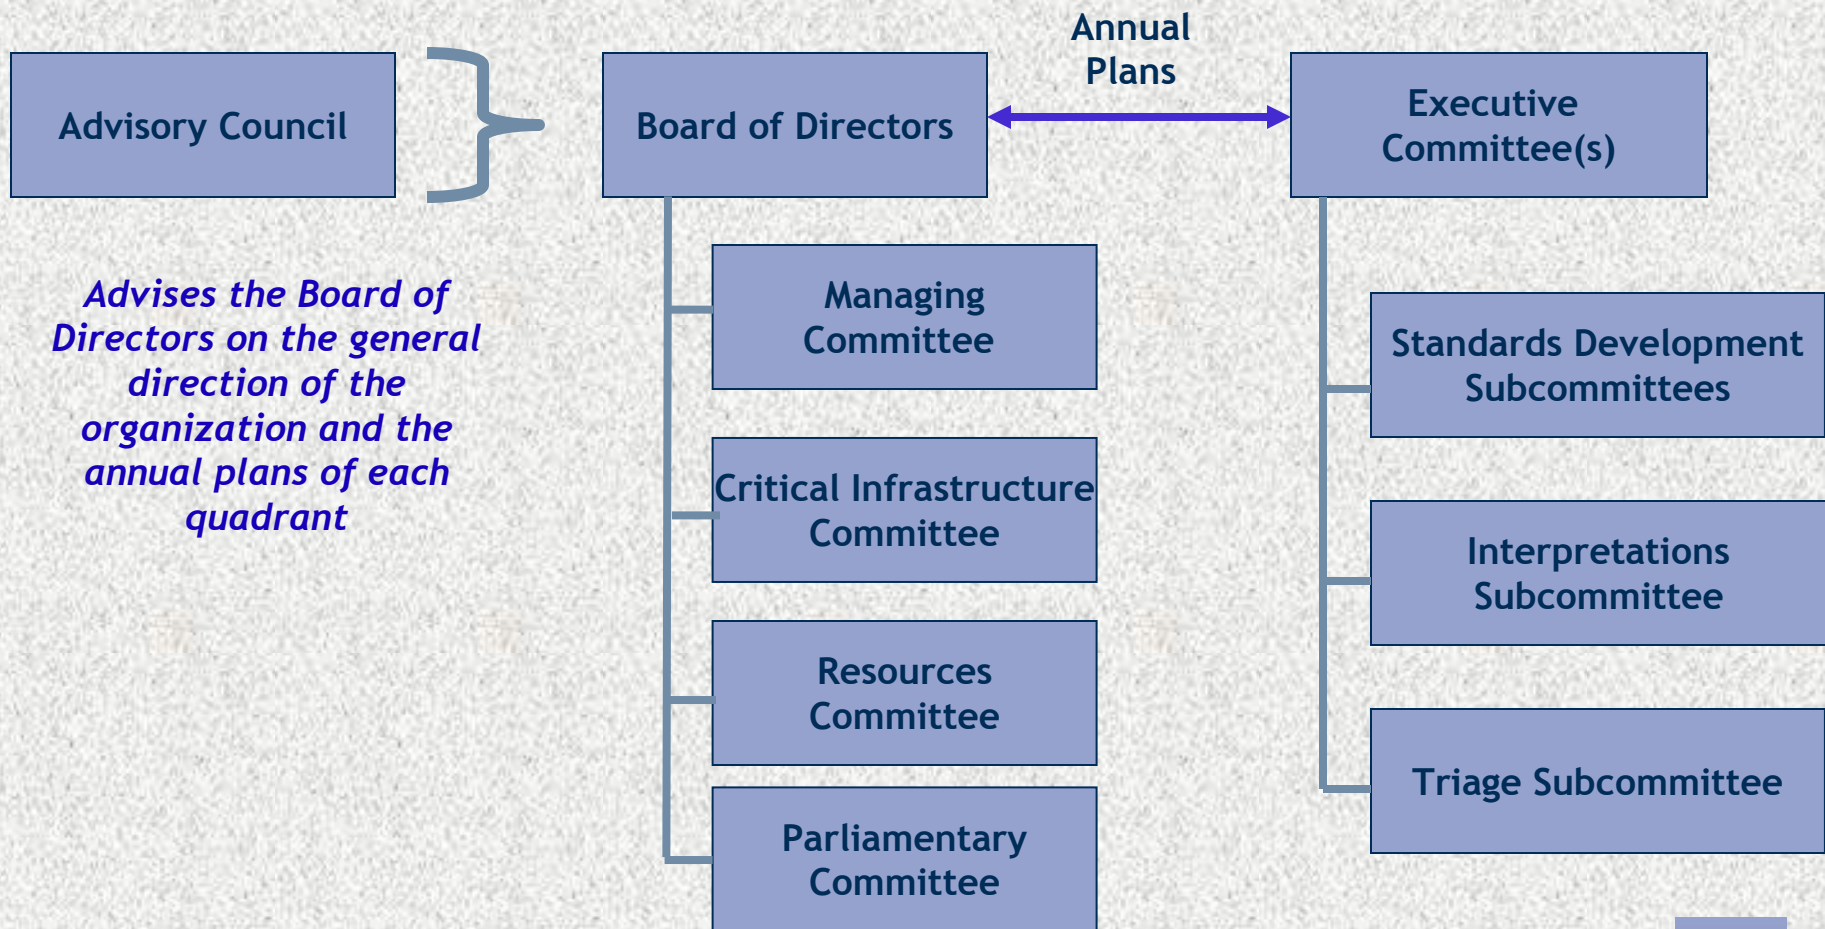 Annual
Plans
Advisory Council
Board of Directors
Executive
Committee(s)
Advises the Board of
Directors on the general
direction of the
organization and the
annual plans of each
quadrant
Managing
Committee
Critical Infrastructure
Committee
Resources
Committee
Parliamentary
Committee
Standards Development
Subcommittees
Interpretations
Subcommittee
Triage Subcommittee